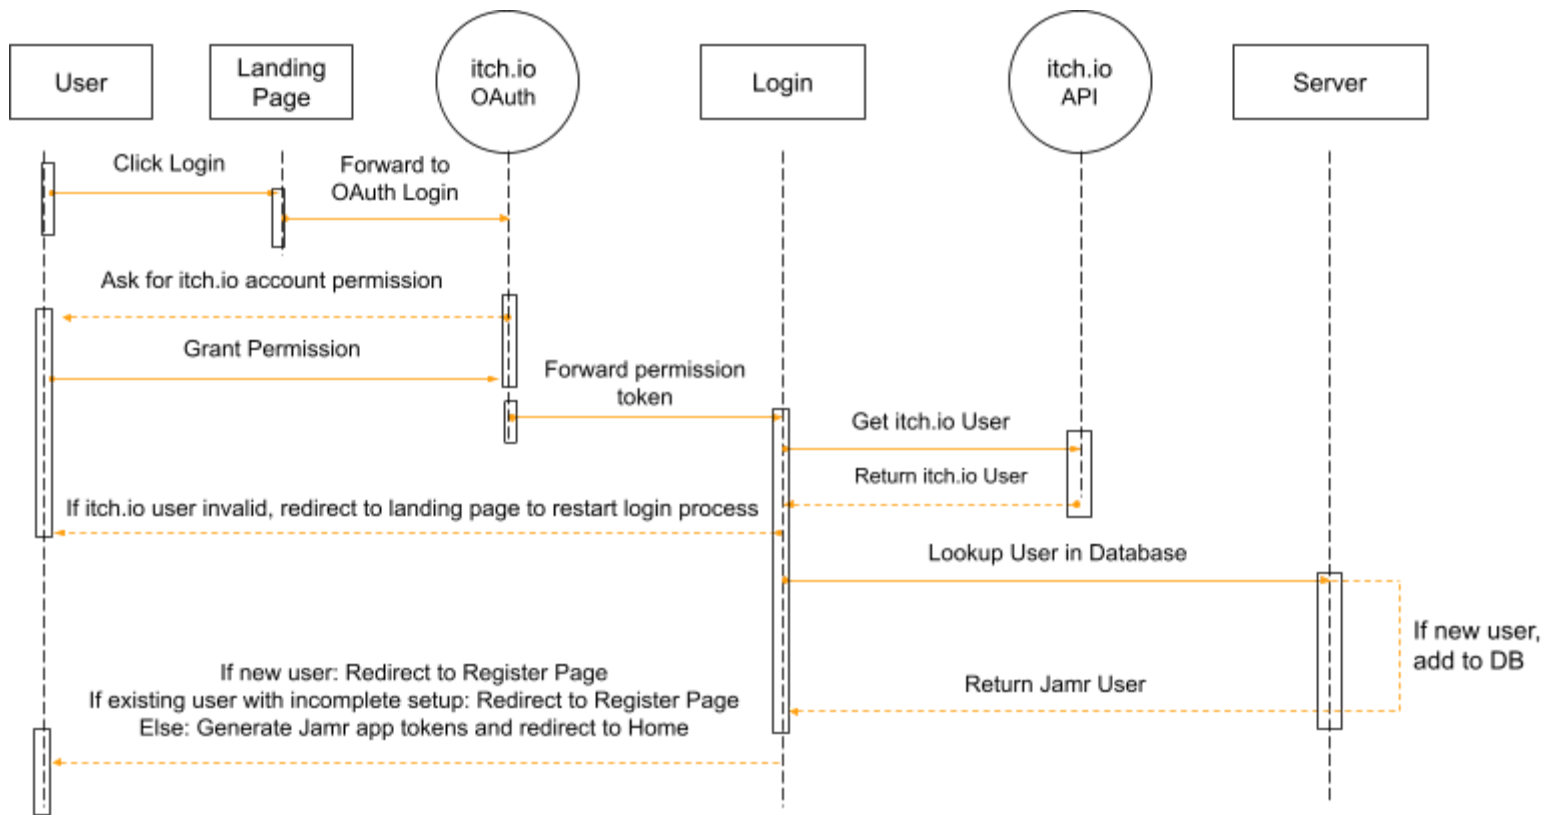 User
Landing
Page
itch.io
OAuth
Login
itch.io
API
Server
Click Login
Forward to
OAuth Login
Ask for itch.io account permission
Grant Permission
Forward permission
token
Get itch.io User
Return itch.io User
If itch.io user invalid, redirect to landing page to restart login process
Lookup User in Database
If new user,
add to DB
Return Jamr User
If new user: Redirect to Register Page
If existing user with incomplete setup: Redirect to Register Page
Else: Generate Jamr app tokens and redirect to Home